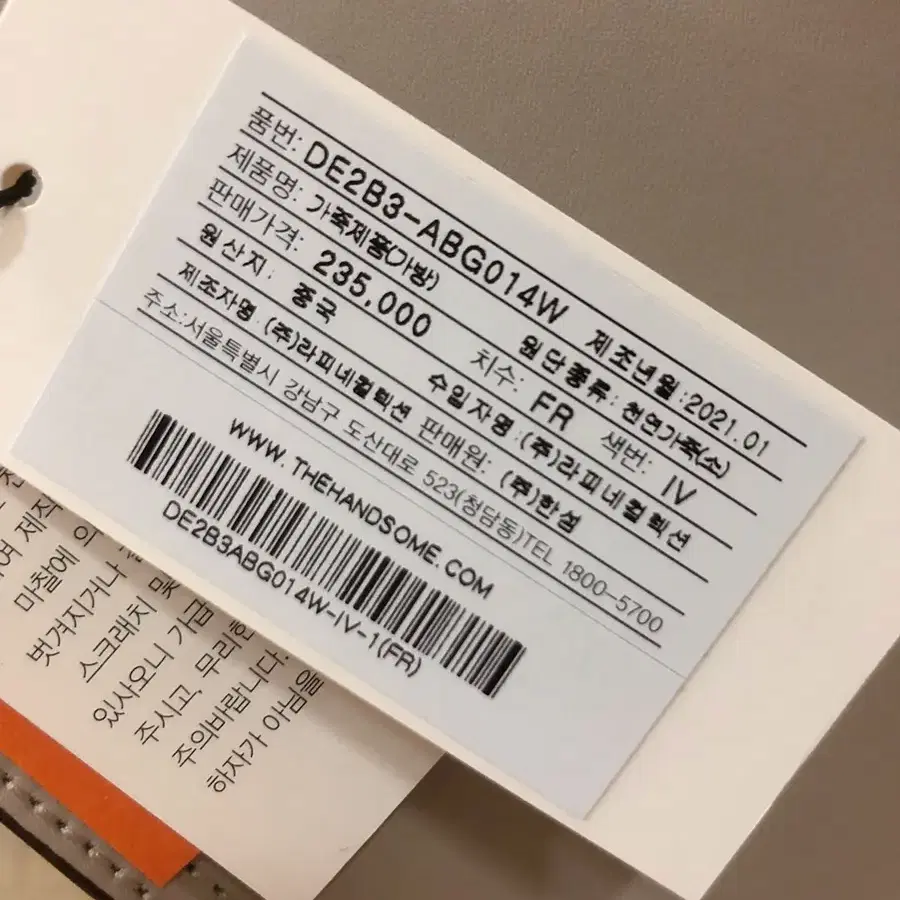 품번: DE2B3-ABG014W 제조년월:2021.01
제품명: 가죽제품(가방) 원단종류: 천연가죽(소)
판매가격: 235,000 치수: FR 색번: IV
원산지: 중국 수입자명:(주)라피네컬렉션
제조자명:(주)라피네컬렉션 판매원: (주)한섬
주소:서울특별시 강남구 도산대로 523(청담동)TEL 1800-5700
WWW.THEHANDSOME.COM
DE2B3ABG014W-IV-1(FR)
여 제작
마찰에 의
벗겨지거나
스크래치 및
있사오니 가급
주시고, 무리한
주의바랍니다.
하자가 아님을